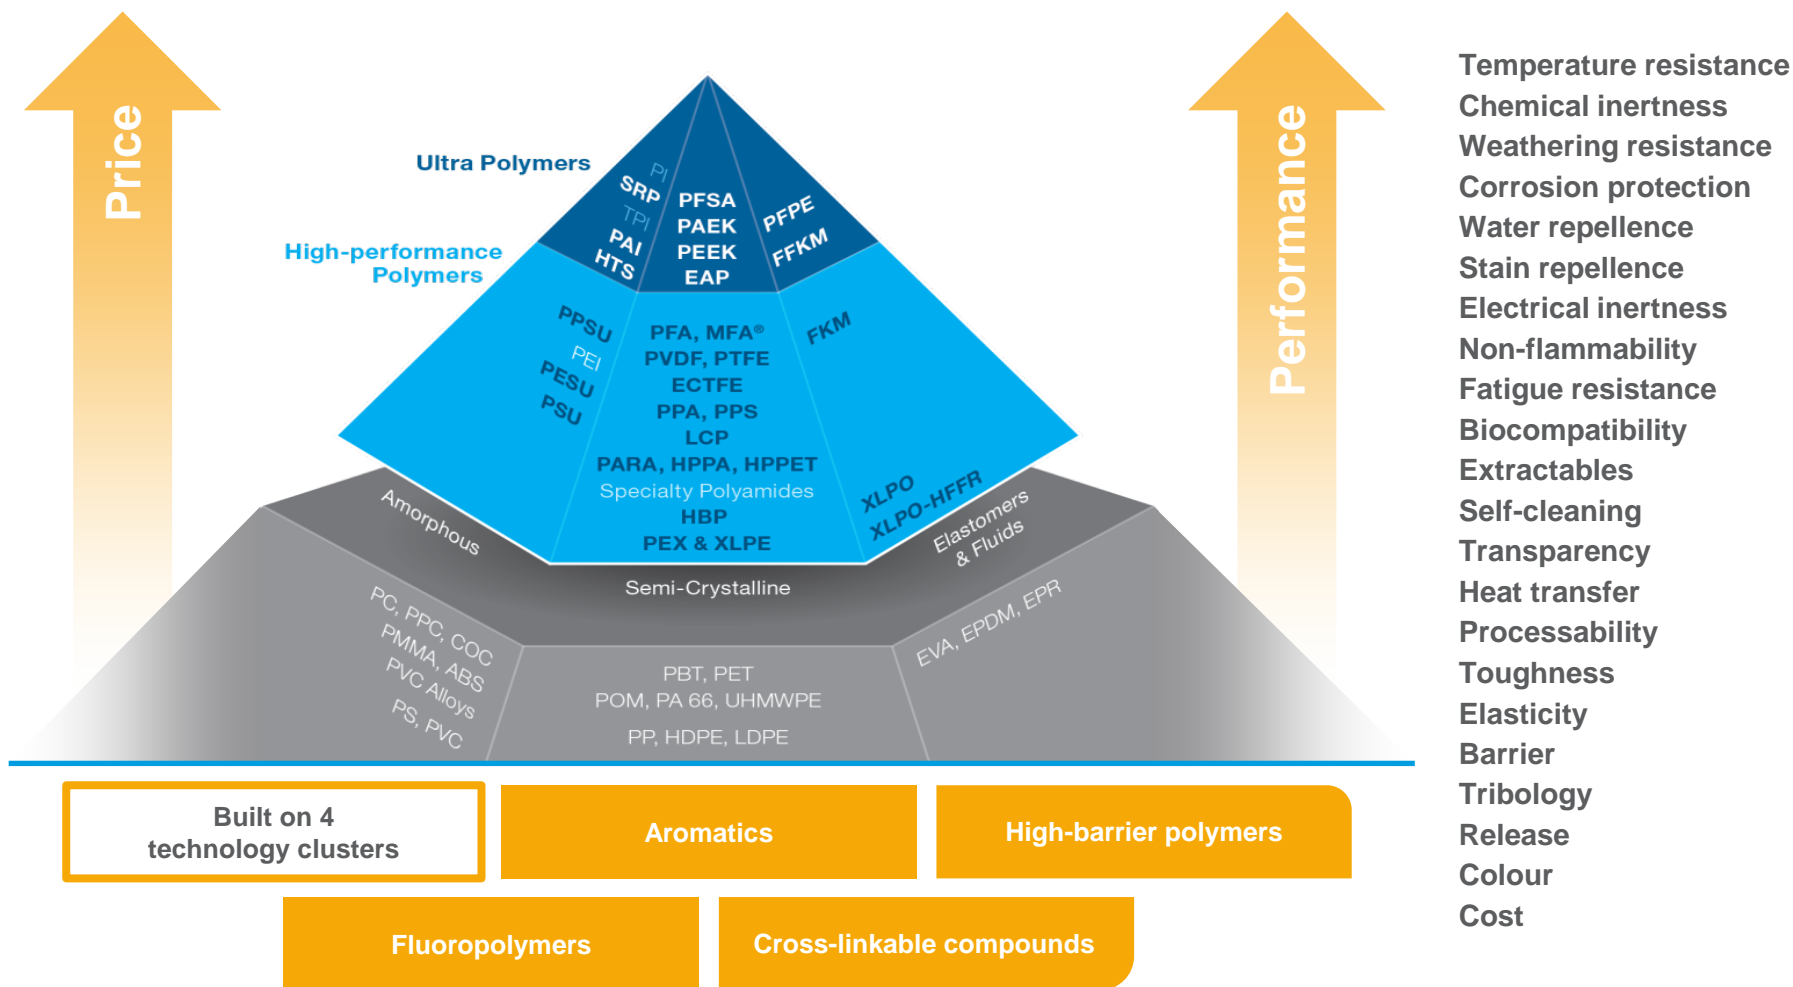 Price
Ultra Polymers
High-performance
Polymers
PI
SRP
TPI
PAI
HTS
PFSA
PAEK
PEEK
EAP
PFPE
FFKM
PPSU
PEI
PESU
PSU
PFA, MFA®
PVDF, PTFE
ECTFE
PPA, PPS
LCP
PARA, HPPA, HPPET
Specialty Polyamides
HBP
PEX & XLPE
FKM
XLPO
XLPO-HFFR
Amorphous
Semi-Crystalline
Elastomers
& Fluids
PC, PPC, COC
PMMA, ABS
PVC Alloys
PS, PVC
PBT, PET
POM, PA 66, UHMWPE
PP, HDPE, LDPE
EVA, EPDM, EPR
Performance
Temperature resistance
Chemical inertness
Weathering resistance
Corrosion protection
Water repellence
Stain repellence
Electrical inertness
Non-flammability
Fatigue resistance
Biocompatibility
Extractables
Self-cleaning
Transparency
Heat transfer
Processability
Toughness
Elasticity
Barrier
Tribology
Release
Colour
Cost
Built on 4
technology clusters
Aromatics
High-barrier polymers
Fluoropolymers
Cross-linkable compounds